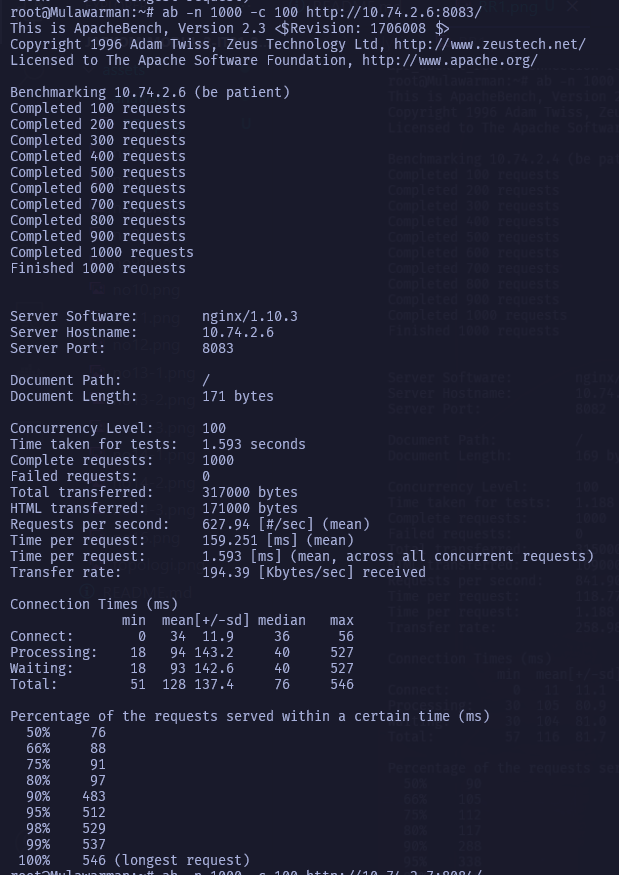 root@Mulawarman:~# ab -n 1000 -c 100 http://10.74.2.6:8083/
This is ApacheBench, Version 2.3 <$Revision: 1706008 $>
Copyright 1996 Adam Twiss, Zeus Technology Ltd, http://www.zeustech.net/
Licensed to The Apache Software Foundation, http://www.apache.org/

Benchmarking 10.74.2.6 (be patient)
Completed 100 requests
Completed 200 requests
Completed 300 requests
Completed 400 requests
Completed 500 requests
Completed 600 requests
Completed 700 requests
Completed 800 requests
Completed 900 requests
Completed 1000 requests
Finished 1000 requests

Server Software:        nginx/1.10.3
Server Hostname:        10.74.2.6
Server Port:            8083

Document Path:          /
Document Length:        171 bytes

Concurrency Level:      100
Time taken for tests:   1.593 seconds
Complete requests:      1000
Failed requests:        0
Total transferred:      317000 bytes
HTML transferred:       171000 bytes
Requests per second:    627.94 [#/sec] (mean)
Time per request:       159.251 [ms] (mean)
Time per request:       1.593 [ms] (mean, across all concurrent requests)
Transfer rate:          194.39 [Kbytes/sec] received

Connection Times (ms)
              min  mean[+/-sd] median   max
Connect:        0   34  11.9     36      56
Processing:    18   94 143.2     40     527
Waiting:       18   93 142.6     40     527
Total:         51  128 137.4     76     546

Percentage of the requests served within a certain time (ms)
  50%     76
  66%     88
  75%     91
  80%     97
  90%    483
  95%    512
  98%    529
  99%    537
 100%    546 (longest request)
root@Mulawarman:~# ab -n 1000 -c 100 http://10.74.2.7:8084/